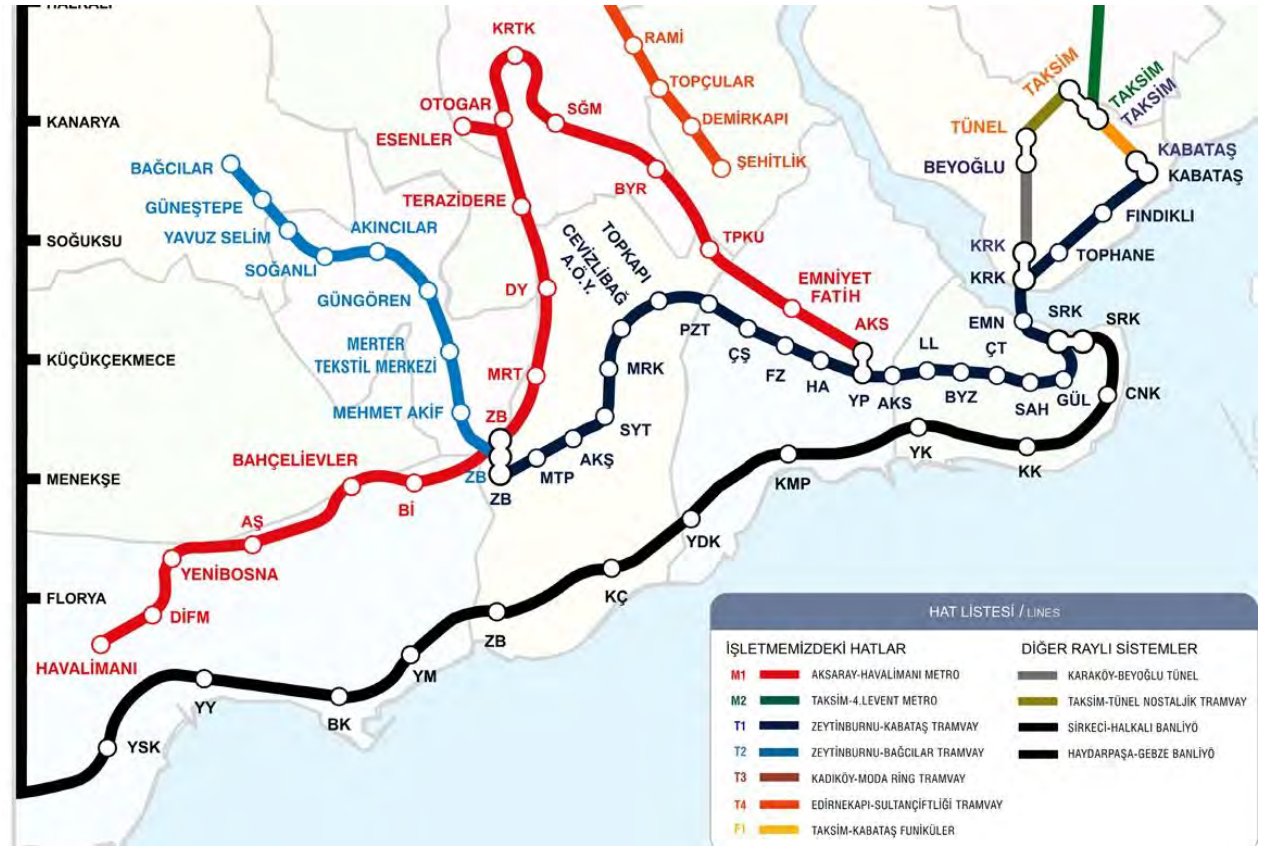 HALKALI
KRTK
RAMİ
TOPÇULAR
DEMİRKAPI
ŞEHİTLİK
TAKSİM
TAKSİM
TAKSİM
TÜNEL
BEYOĞLU
KABATAŞ
KABATAŞ
FINDIKLI
TOPHANE
KRK
KRK
KANARYA
OTOGAR
ESENLER
SĞM
BAĞCILAR
GÜNEŞTEPE
YAVUZ SELİM
SOĞANLI
AKINCILAR
GÜNGÖREN
TERAZİDERE
BYR
TPKU
SOĞUKSU
DY
TOPKAPI
CEVİZLİBAĞ
A.Ö.Y.
EMNİYET
FATİH
AKS
MERTER
TEKSTİL MERKEZİ
MEHMET AKİF
KÜÇÜKÇEKMECE
MRT
MRK
PZT
ÇŞ
FZ
HA
YP
AKS
LL
BYZ
ÇT
EMN
SRK
SRK
SAH
GÜL
CNK
ZB
ZB
ZB
MTP
AKŞ
SYT
BAHÇELİEVLER
Bİ
MENEKŞE
AŞ
YENİBOSNA
DİFM
HAVALİMANI
FLORYA
KMP
YK
KK
YDK
KÇ
ZB
YM
BK
YY
YSK
HAT LİSTESİ / LINES
İŞLETMEMİZDEKİ HATLAR
M1 AKSARAY-HAVALİMANI METRO
M2 TAKSİM-4.LEVENT METRO
T1 ZEYTİNBURNU-KABATAŞ TRAMVAY
T2 ZEYTİNBURNU-BAĞCILAR TRAMVAY
T3 KADIKÖY-MODA RING TRAMVAY
T4 EDİRNEKAPI-SULTANÇİFTLİĞİ TRAMVAY
F1 TAKSİM-KABATAŞ FUNİKÜLER
DİĞER RAYLI SİSTEMLER
KARAKÖY-BEYOĞLU TÜNEL
TAKSİM-TÜNEL NOSTALJİK TRAMVAY
SİRKECİ-HALKALI BANLİYÖ
HAYDARPAŞA-GEBZE BANLİYÖ